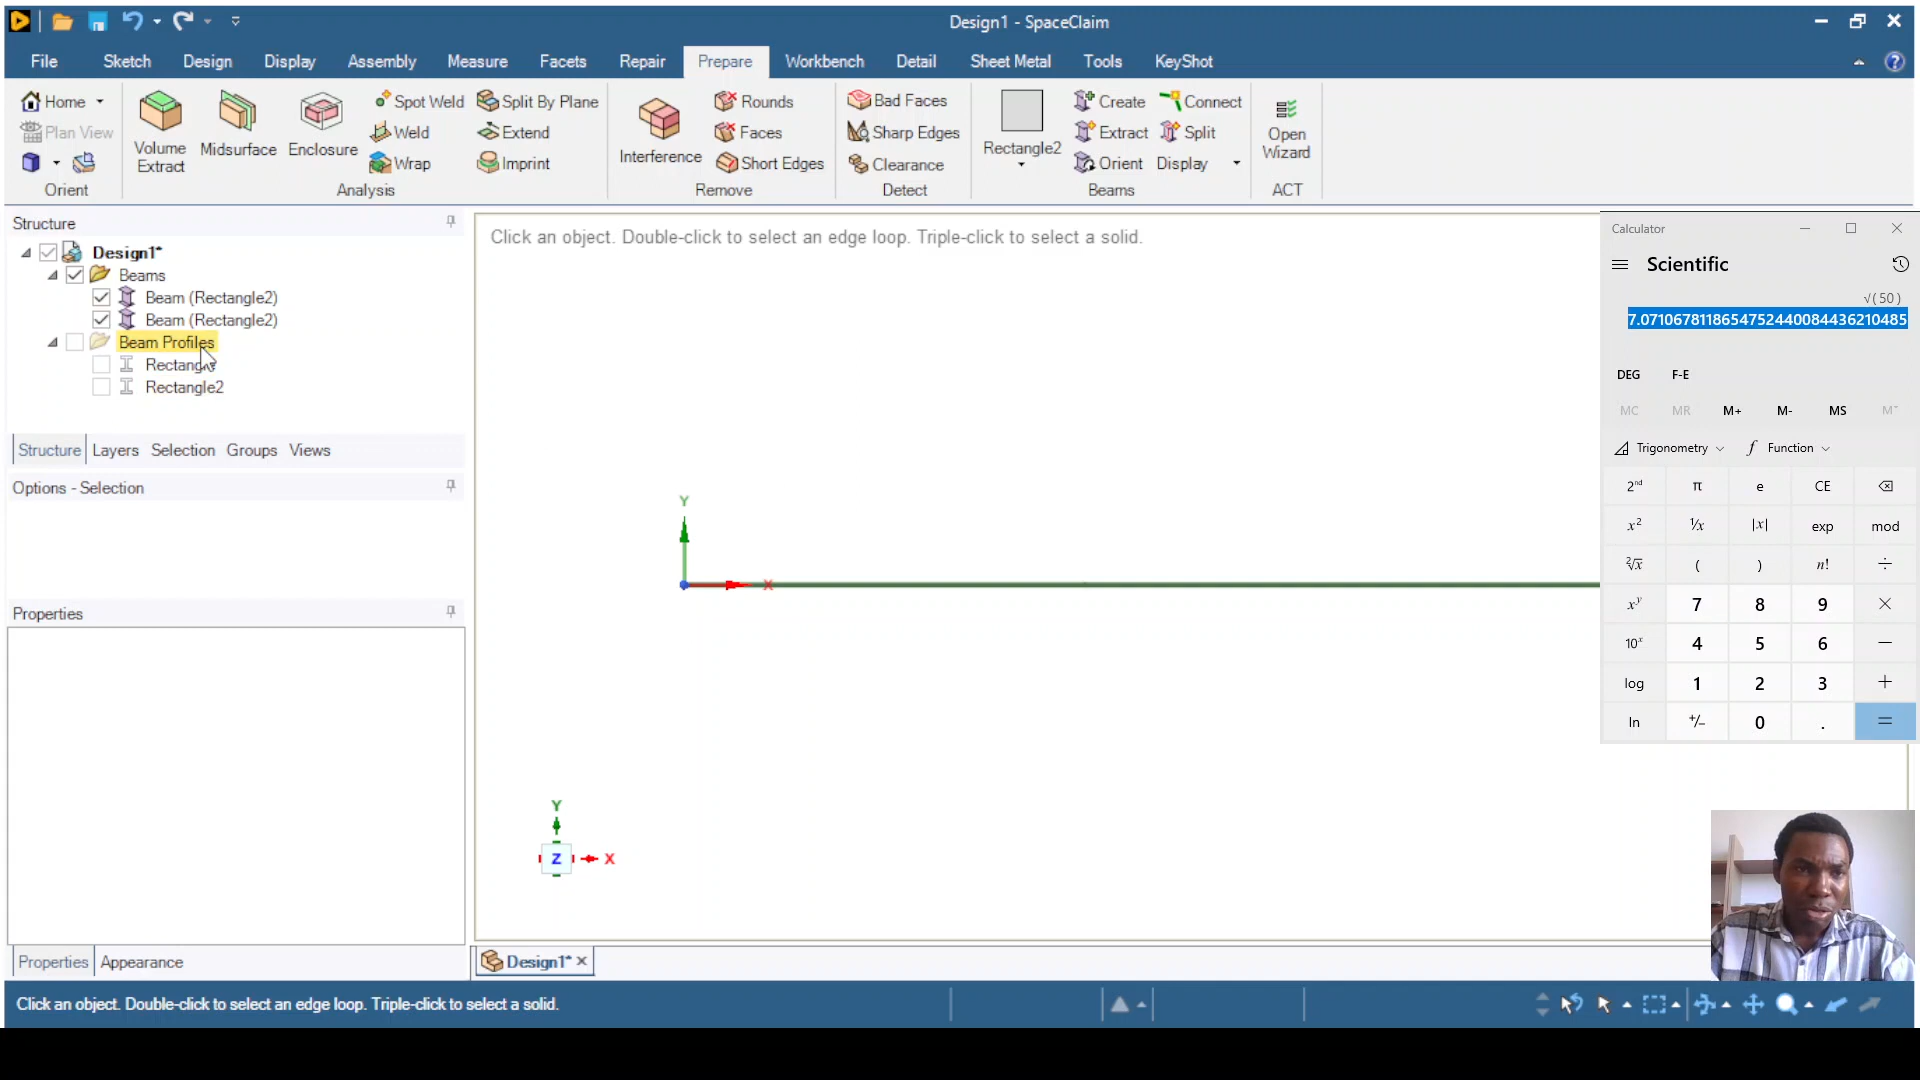 Design1 - SpaceClaim
File Sketch Design Display Assembly Measure Facets Repair Prepare Workbench Detail Sheet Metal Tools KeyShot
Home
Plan View
Orient
Volume Extract
Midsurface
Enclosure
Spot Weld
Weld
Wrap
Split By Plane
Extend
Imprint
Analysis
Interference
Rounds
Faces
Short Edges
Remove
Bad Faces
Sharp Edges
Clearance
Detect
Rectangle2
Create
Extract
Orient
Connect
Split
Display
Beams
Open Wizard
ACT
Structure
Design1*
Beams
Beam (Rectangle2)
Beam (Rectangle2)
Beam Profiles
Rectangle
Rectangle2
Structure Layers Selection Groups Views
Options - Selection
Properties
Properties Appearance
Click an object. Double-click to select an edge loop. Triple-click to select a solid.
Y
X
Y
Z X
Design1*
Calculator
Scientific
√( 50 )
7.0710678118654752440084436210485
DEG F-E
MC MR M+ M- MS M˅
Trigonometry f Function
2nd π e CE
x² ¹/x |x| exp mod
²√x ( ) n! ÷
xʸ 7 8 9 ×
10ˣ 4 5 6 −
log 1 2 3 +
ln +/− 0 . =
Click an object. Double-click to select an edge loop. Triple-click to select a solid.